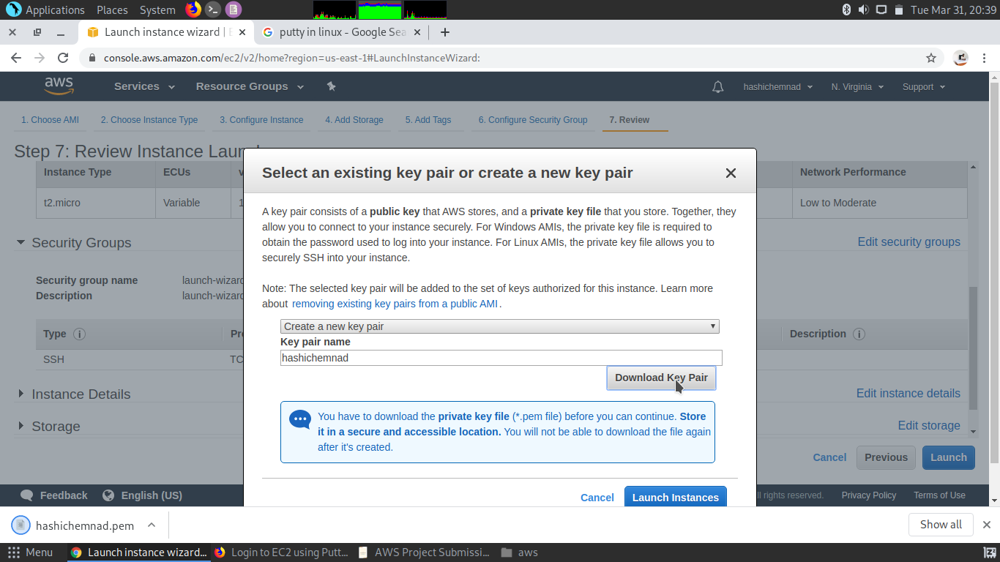 Applications Places System Tue Mar 31, 20:39
Launch instance wizard | E putty in linux - Google Sea
console.aws.amazon.com/ec2/v2/home?region=us-east-1#LaunchInstanceWizard:
aws Services Resource Groups hashichemnad N. Virginia Support
1. Choose AMI 2. Choose Instance Type 3. Configure Instance 4. Add Storage 5. Add Tags 6. Configure Security Group 7. Review
Step 7: Review Instance Laun
Instance Type ECUs v Network Performance
t2.micro Variable 1 Low to Moderate
Security Groups Edit security groups
Security group name launch-wizard
Description launch-wizard
Type i Pro Description i
SSH TC
Instance Details Edit instance details
Storage Edit storage
Cancel Previous Launch
Select an existing key pair or create a new key pair
A key pair consists of a public key that AWS stores, and a private key file that you store. Together, they
allow you to connect to your instance securely. For Windows AMIs, the private key file is required to
obtain the password used to log into your instance. For Linux AMIs, the private key file allows you to
securely SSH into your instance.
Note: The selected key pair will be added to the set of keys authorized for this instance. Learn more
about removing existing key pairs from a public AMI .
Create a new key pair
Key pair name
hashichemnad
Download Key Pair
You have to download the private key file (*.pem file) before you can continue. Store
it in a secure and accessible location. You will not be able to download the file again
after it's created.
Cancel Launch Instances
Feedback English (US) ll rights reserved. Privacy Policy Terms of Use
hashichemnad.pem Show all
Menu Launch instance wizard... Login to EC2 using Putt... AWS Project Submissi... aws